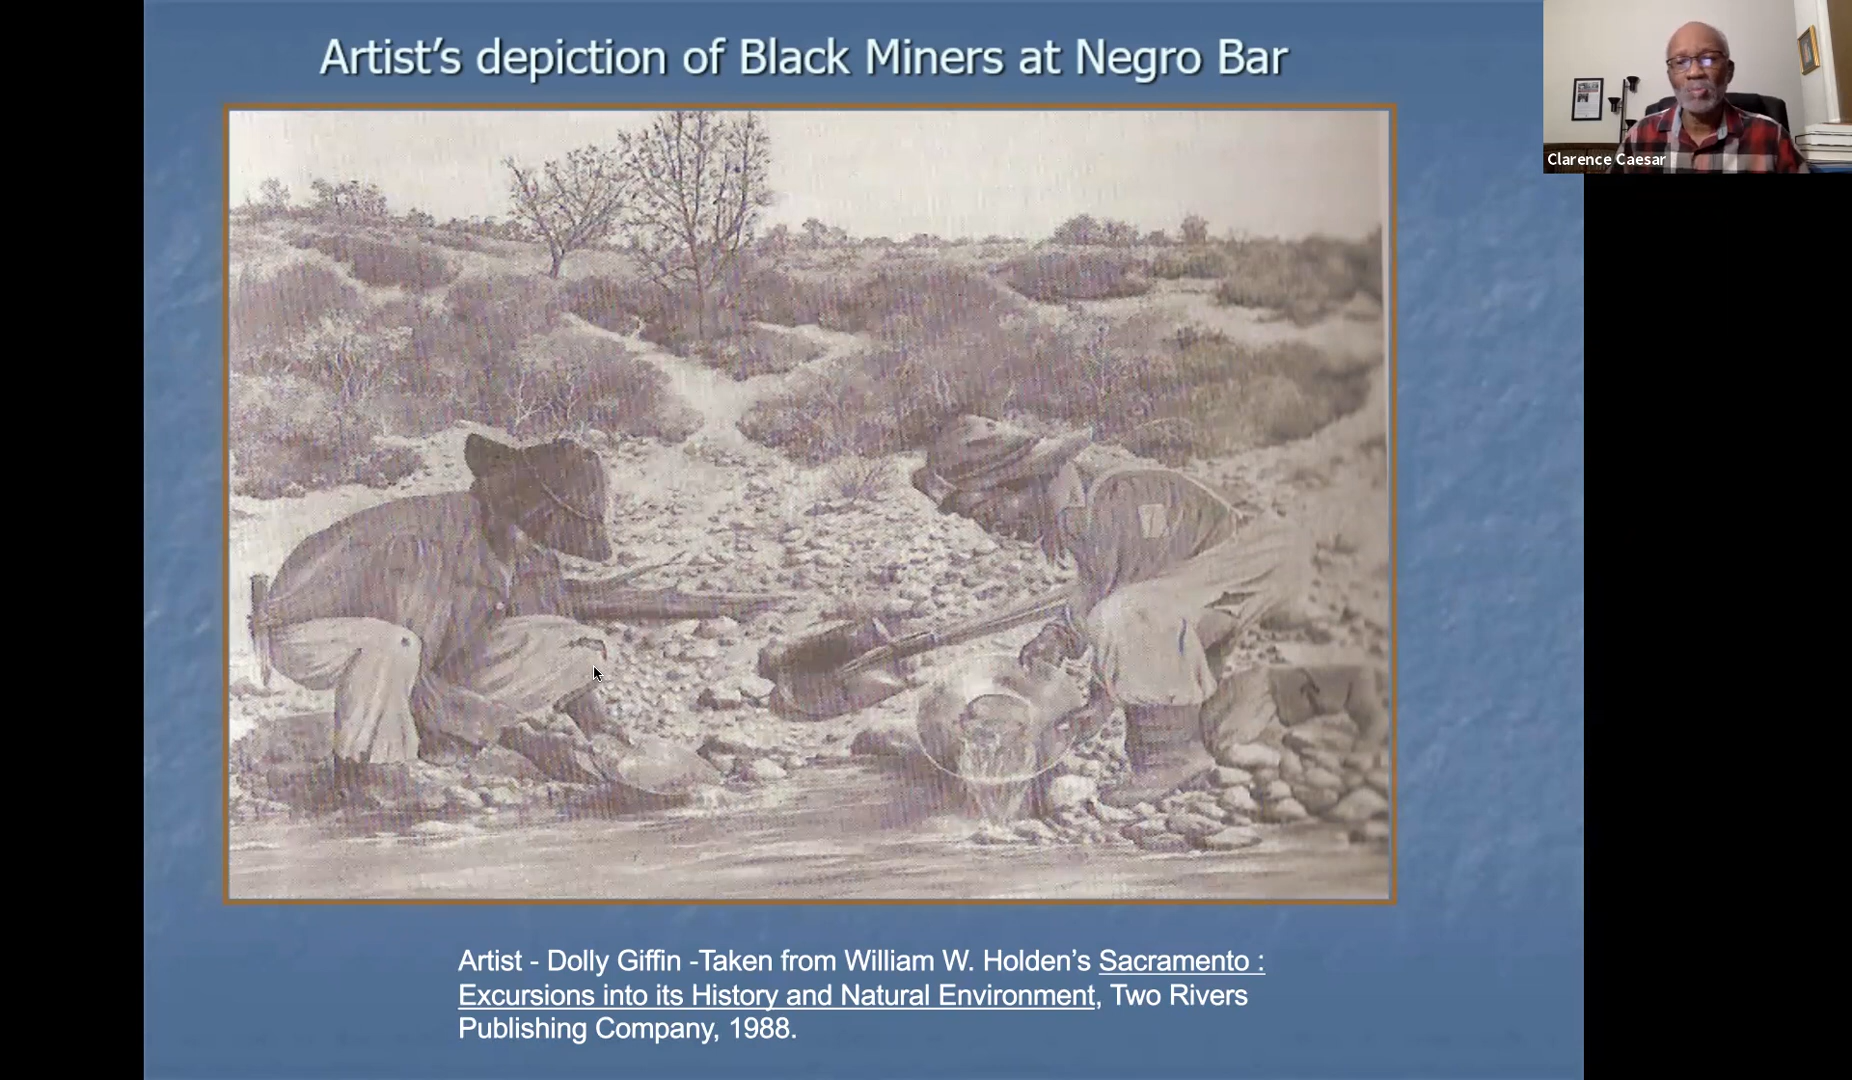 Artist’s depiction of Black Miners at Negro Bar
Clarence Caesar
Artist - Dolly Giffin -Taken from William W. Holden’s Sacramento :
Excursions into its History and Natural Environment, Two Rivers
Publishing Company, 1988.